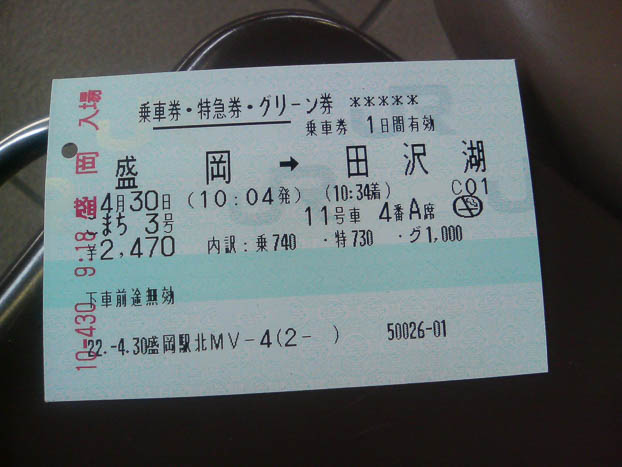 乗車券・特急券・グリーン券 *****
乗車券 1日間有効
盛岡 → 田沢湖
4月30日 (10:04発) (10:34着) C01
まち 3号 11号車 4番A席
¥2,470 内訳:乗740 ・特730 ・グ1,000
下車前途無効
22.-4.30盛岡駅北MV-4(2- ) 50026-01
10-430 9:18 盛岡 入場